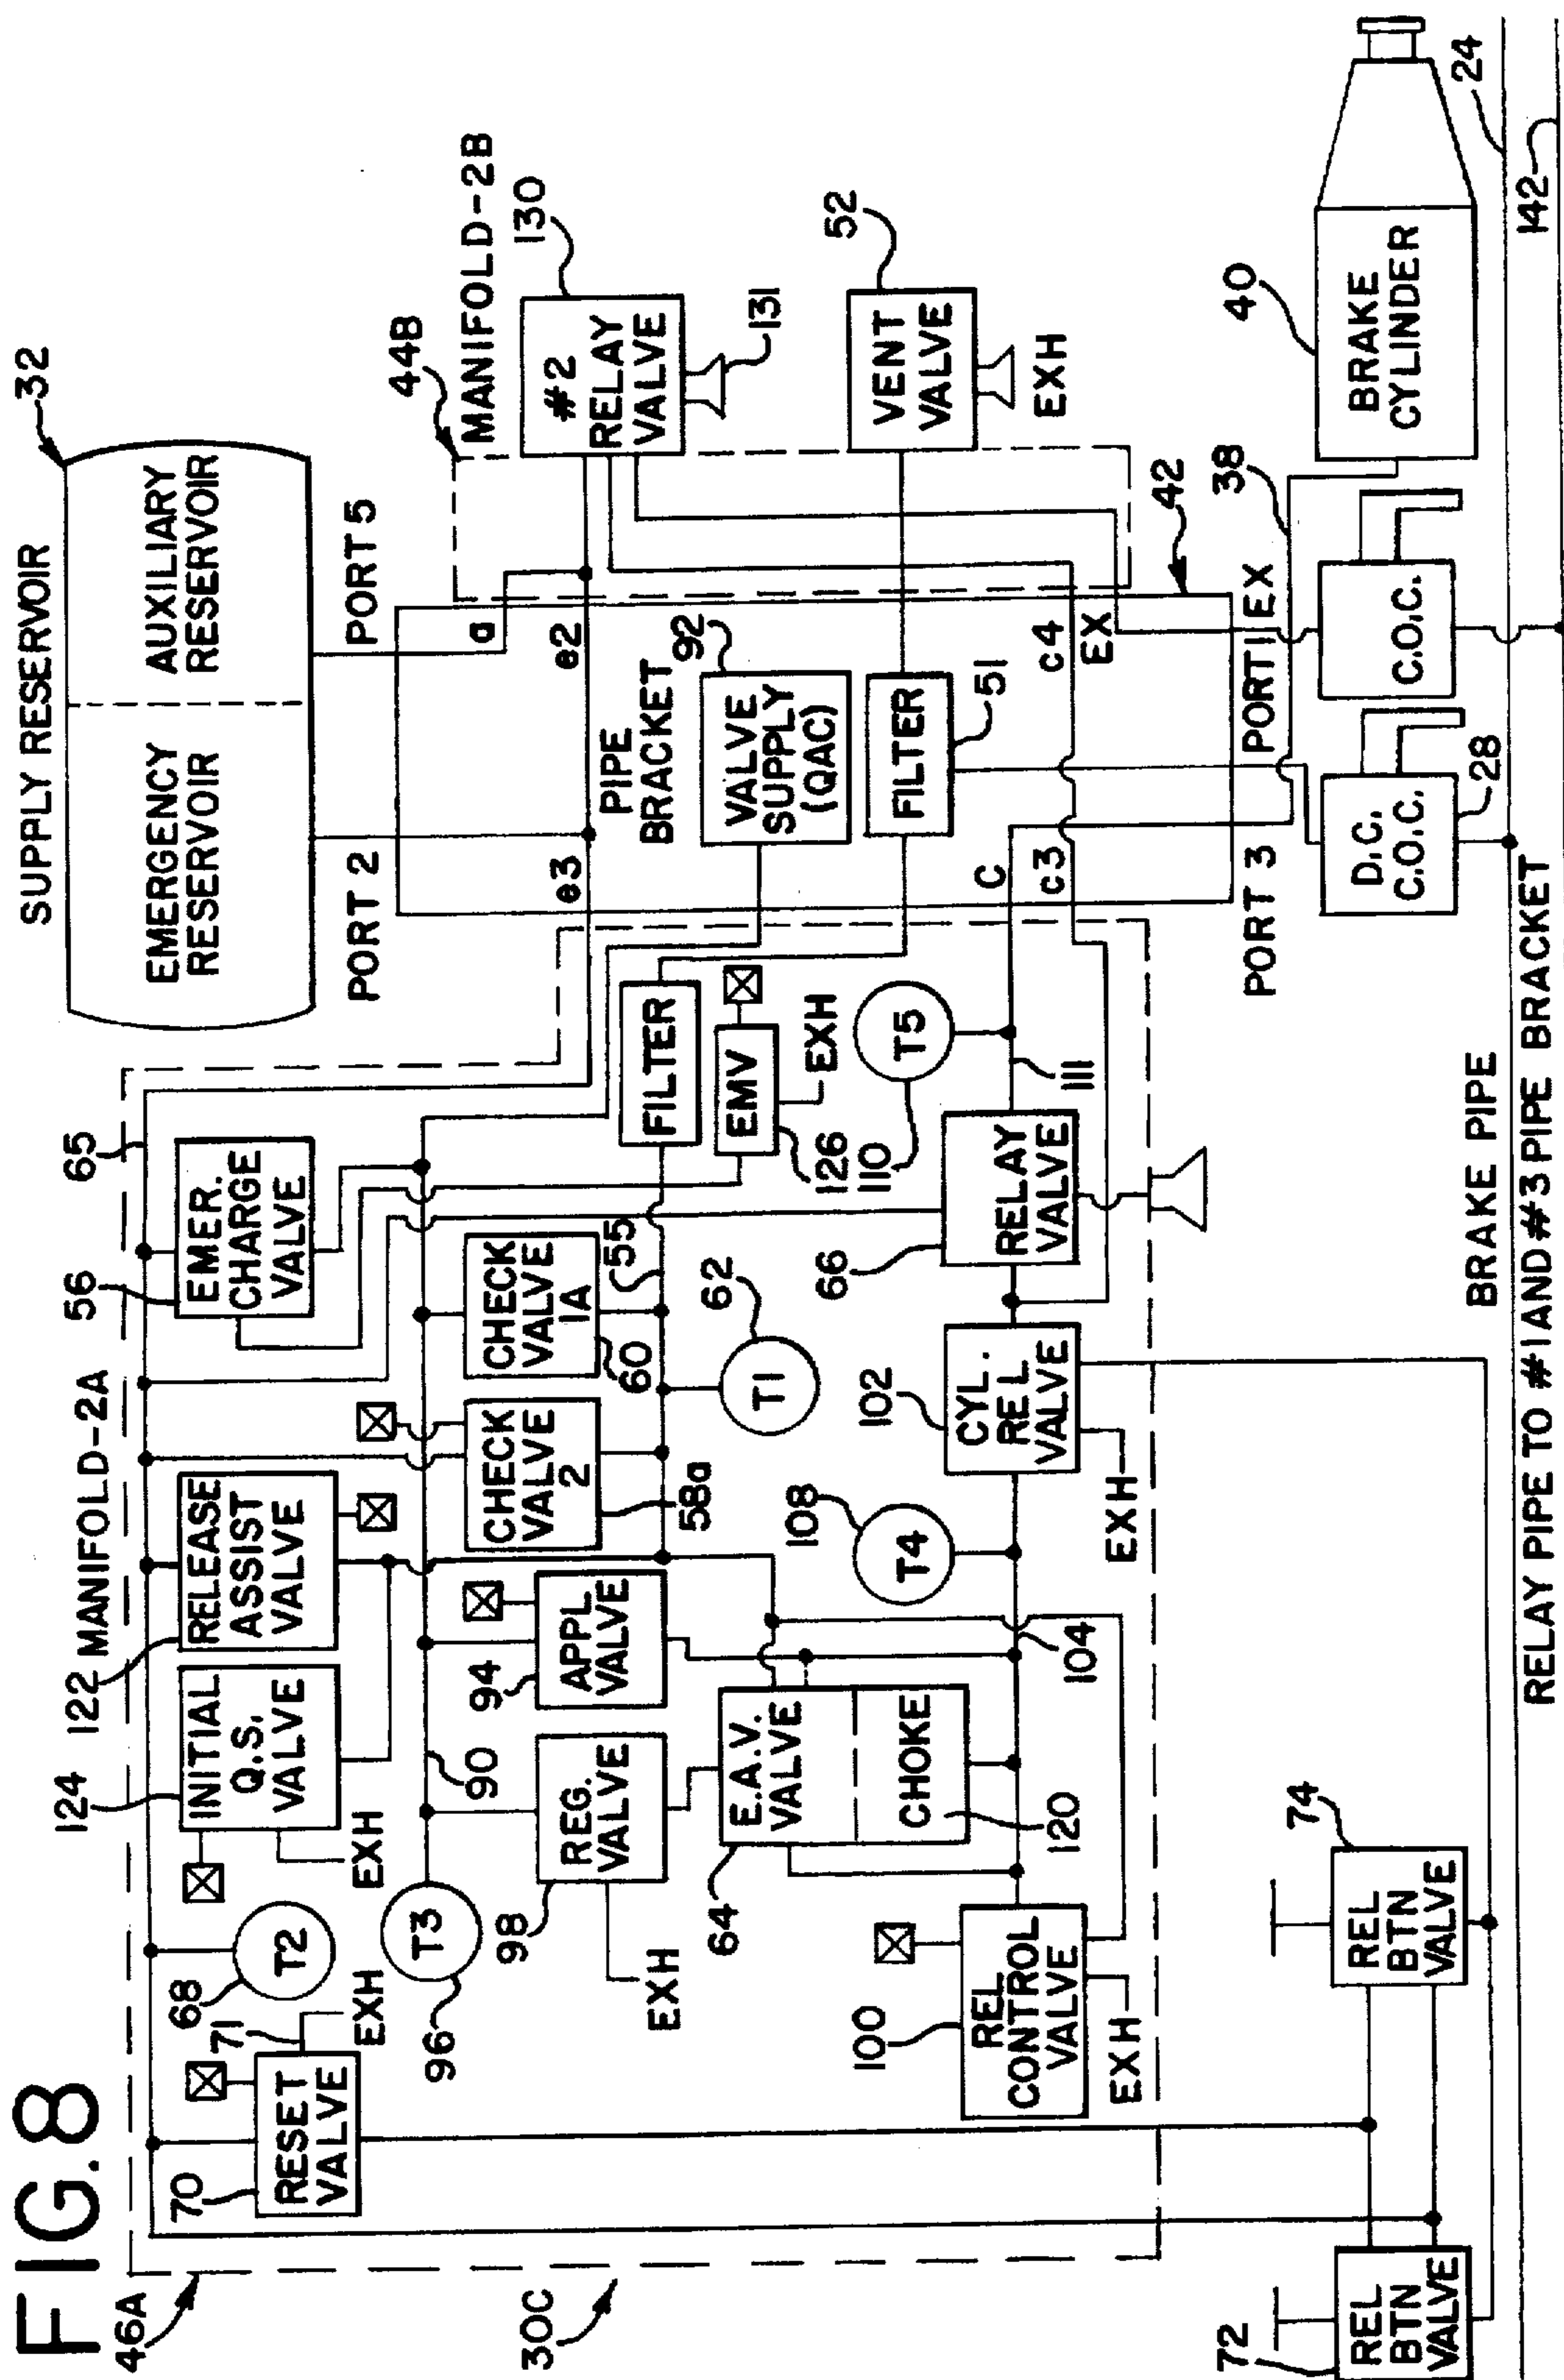 FIG. 8
SUPPLY RESERVOIR
32
EMERGENCY
RESERVOIR
AUXILIARY
RESERVOIR
PORT 2
PORT 5
44B
MANIFOLD-2B
130
#2
RELAY
VALVE
131
52
VENT
VALVE
EXH
a
e2
e3
PIPE
BRACKET
92
VALVE
SUPPLY
(QAC)
FILTER
51
42
C
c3
c4
EX
PORT 3
PORT 1
EX
38
40
BRAKE
CYLINDER
D.C.
C.O.C.
28
C.O.C.
24
142
BRAKE PIPE
RELAY PIPE TO #1 AND #3 PIPE BRACKET
46A
30C
MANIFOLD-2A
65
56
EMER.
CHARGE
VALVE
122
RELEASE
ASSIST
VALVE
124
INITIAL
Q.S.
VALVE
EXH
68
T2
71
EXH
70
RESET
VALVE
FILTER
EMV
126
EXH
CHECK
VALVE
1A
60
55
CHECK
VALVE
2
58a
62
T1
94
APPL
VALVE
90
T3
96
98
REG.
VALVE
EXH
64
E.A.V.
VALVE
CHOKE
120
100
REL
CONTROL
VALVE
EXH
104
108
T4
102
CYL.
REL.
VALVE
EXH
66
RELAY
VALVE
110
T5
111
72
REL
BTN
VALVE
74
REL
BTN
VALVE